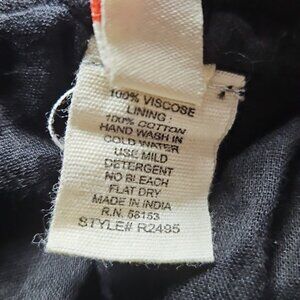 100% VISCOSE
LINING:
100% COTTON
HAND WASH IN
COLD WATER
USE MILD
DETERGENT
NO BLEACH
FLAT DRY
MADE IN INDIA
R.N. 58153
STYLE# R2495